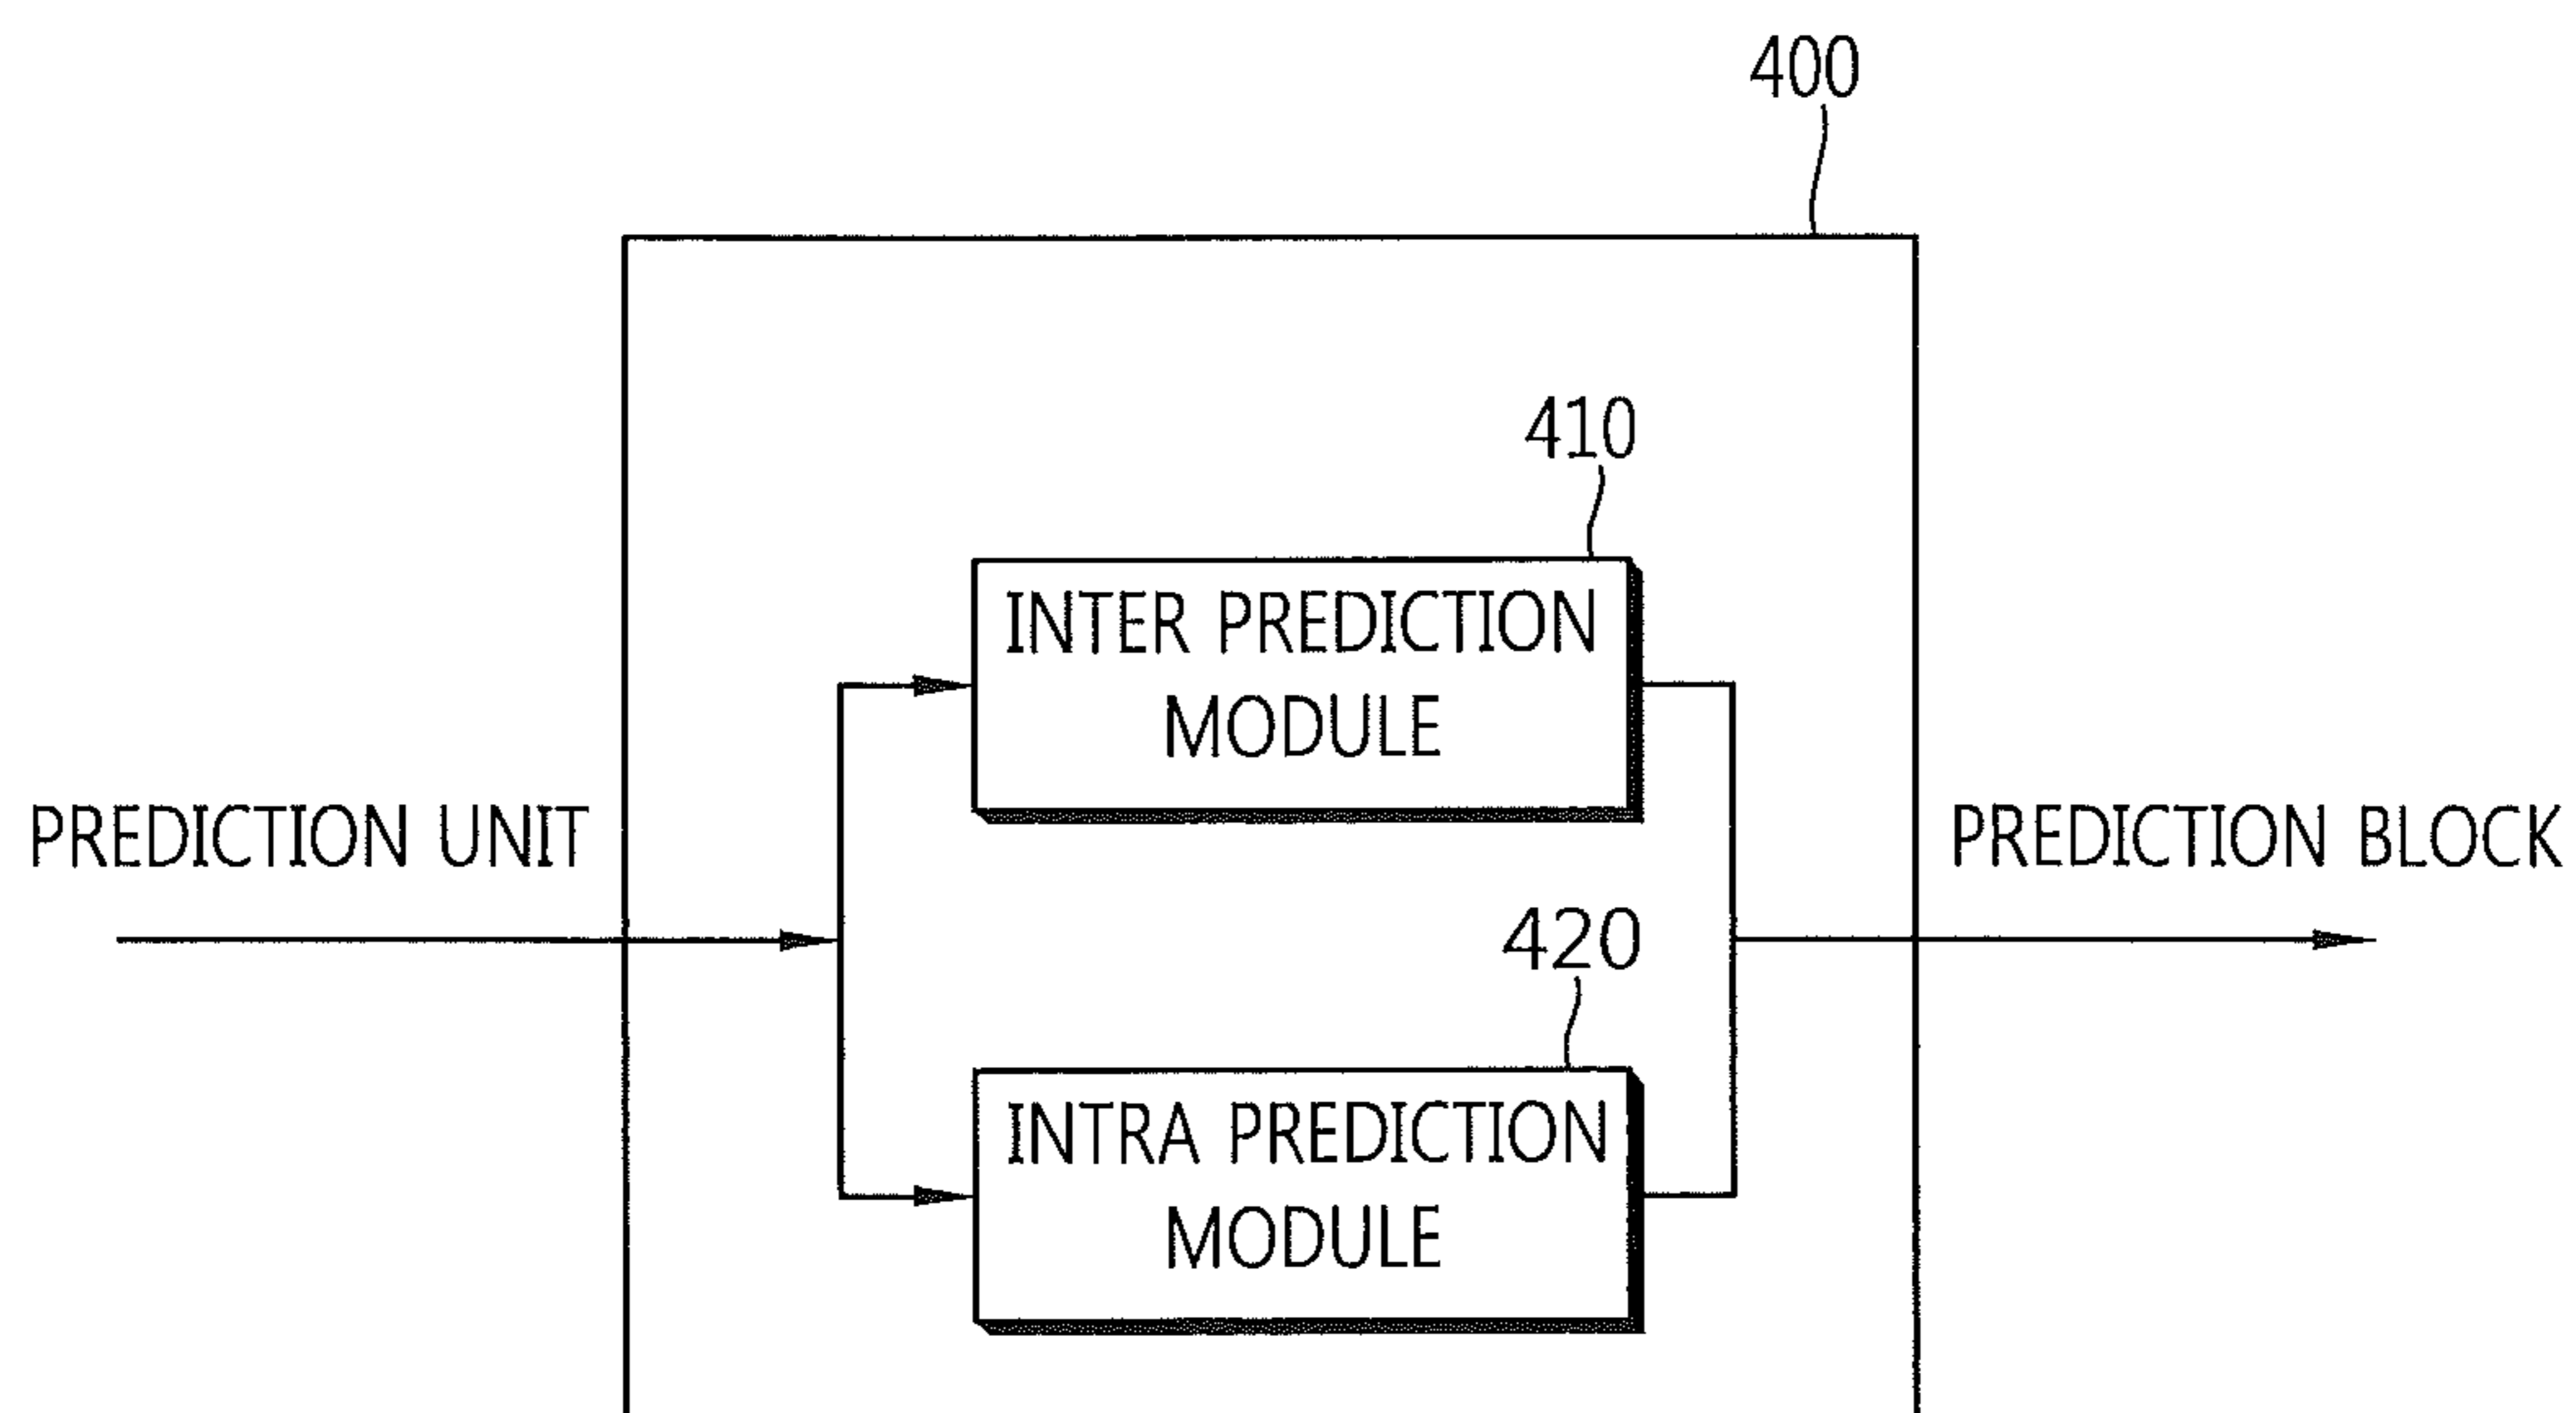 400
410
INTER PREDICTION
MODULE
PREDICTION UNIT
PREDICTION BLOCK
420
INTRA PREDICTION
MODULE